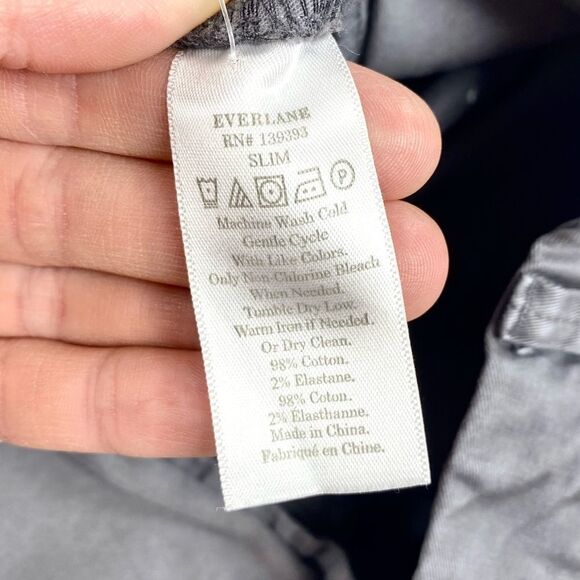 EVERLANE
RN# 139393
SLIM
P
Machine Wash Cold
Gentle Cycle
With Like Colors.
Only Non-Chlorine Bleach
When Needed.
Tumble Dry Low.
Warm Iron if Needed.
Or Dry Clean.
98% Cotton.
2% Elastane.
98% Coton.
2% Elasthanne.
Made in China.
Fabriqué en Chine.